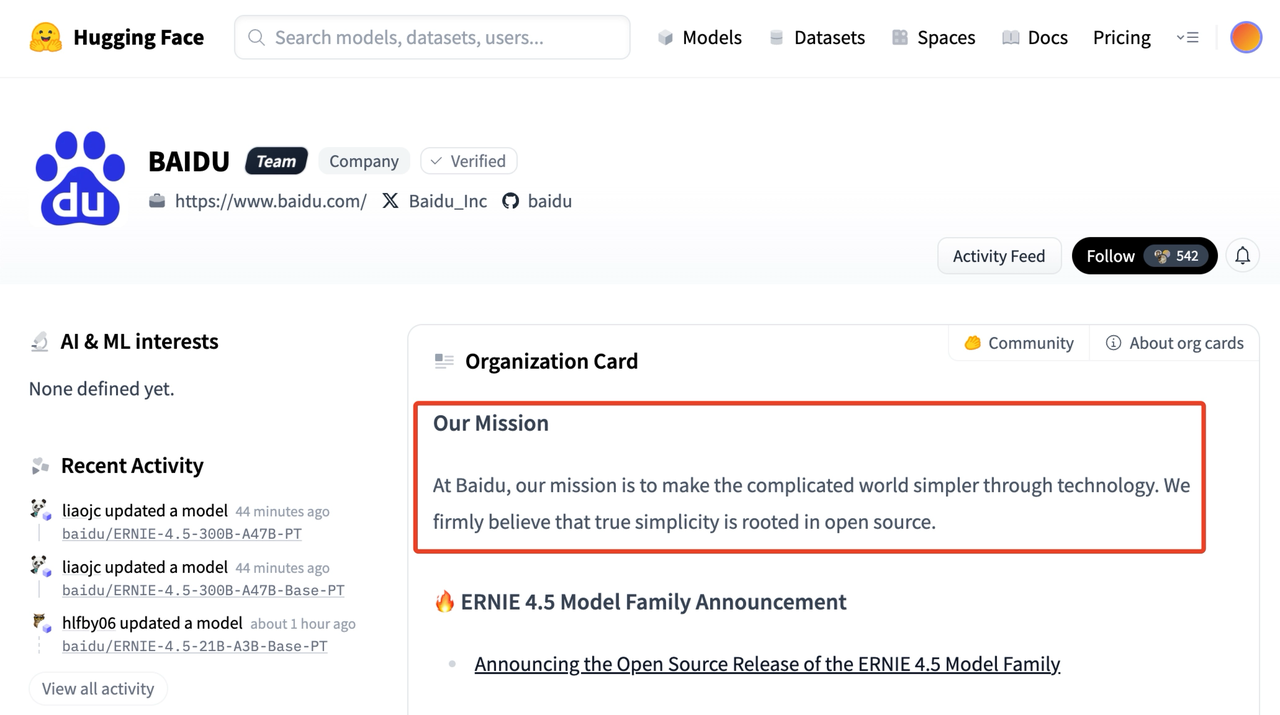 Hugging Face
Search models, datasets, users...
Models
Datasets
Spaces
Docs
Pricing
du
BAIDU
Team
Company
Verified
https://www.baidu.com/
Baidu_Inc
baidu
Activity Feed
Follow
542
AI & ML interests
None defined yet.
Recent Activity
liaojc updated a model 44 minutes ago
baidu/ERNIE-4.5-300B-A47B-PT
liaojc updated a model 44 minutes ago
baidu/ERNIE-4.5-300B-A47B-Base-PT
hlfby06 updated a model about 1 hour ago
baidu/ERNIE-4.5-21B-A3B-Base-PT
View all activity
Organization Card
Community
About org cards
Our Mission
At Baidu, our mission is to make the complicated world simpler through technology. We
firmly believe that true simplicity is rooted in open source.
🔥 ERNIE 4.5 Model Family Announcement
Announcing the Open Source Release of the ERNIE 4.5 Model Family